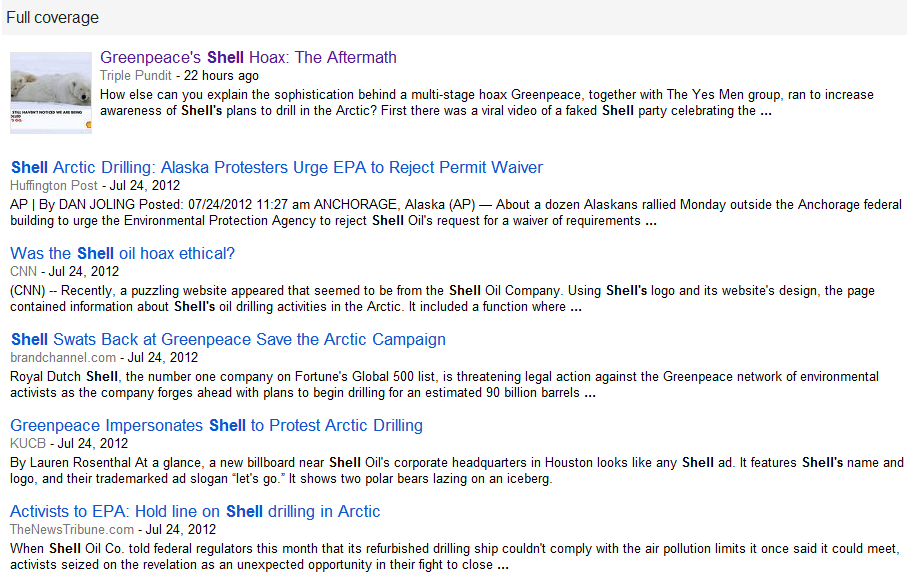 Full coverage
Greenpeace's Shell Hoax: The Aftermath
Triple Pundit - 22 hours ago
How else can you explain the sophistication behind a multi-stage hoax Greenpeace, together with The Yes Men group, ran to increase
awareness of Shell's plans to drill in the Arctic? First there was a viral video of a faked Shell party celebrating the ...
Shell Arctic Drilling: Alaska Protesters Urge EPA to Reject Permit Waiver
Huffington Post - Jul 24, 2012
AP | By DAN JOLING Posted: 07/24/2012 11:27 am ANCHORAGE, Alaska (AP) — About a dozen Alaskans rallied Monday outside the Anchorage federal
building to urge the Environmental Protection Agency to reject Shell Oil's request for a waiver of requirements ...
Was the Shell oil hoax ethical?
CNN - Jul 24, 2012
(CNN) -- Recently, a puzzling website appeared that seemed to be from the Shell Oil Company. Using Shell's logo and its website's design, the page
contained information about Shell's oil drilling activities in the Arctic. It included a function where ...
Shell Swats Back at Greenpeace Save the Arctic Campaign
brandchannel.com - Jul 24, 2012
Royal Dutch Shell, the number one company on Fortune's Global 500 list, is threatening legal action against the Greenpeace network of environmental
activists as the company forges ahead with plans to begin drilling for an estimated 90 billion barrels ...
Greenpeace Impersonates Shell to Protest Arctic Drilling
KUCB - Jul 24, 2012
By Lauren Rosenthal At a glance, a new billboard near Shell Oil's corporate headquarters in Houston looks like any Shell ad. It features Shell's name and
logo, and their trademarked ad slogan “let's go.” It shows two polar bears lazing on an iceberg.
Activists to EPA: Hold line on Shell drilling in Arctic
TheNewsTribune.com - Jul 24, 2012
When Shell Oil Co. told federal regulators this month that its refurbished drilling ship couldn't comply with the air pollution limits it once said it could meet,
activists seized on the revelation as an unexpected opportunity in their fight to close ...